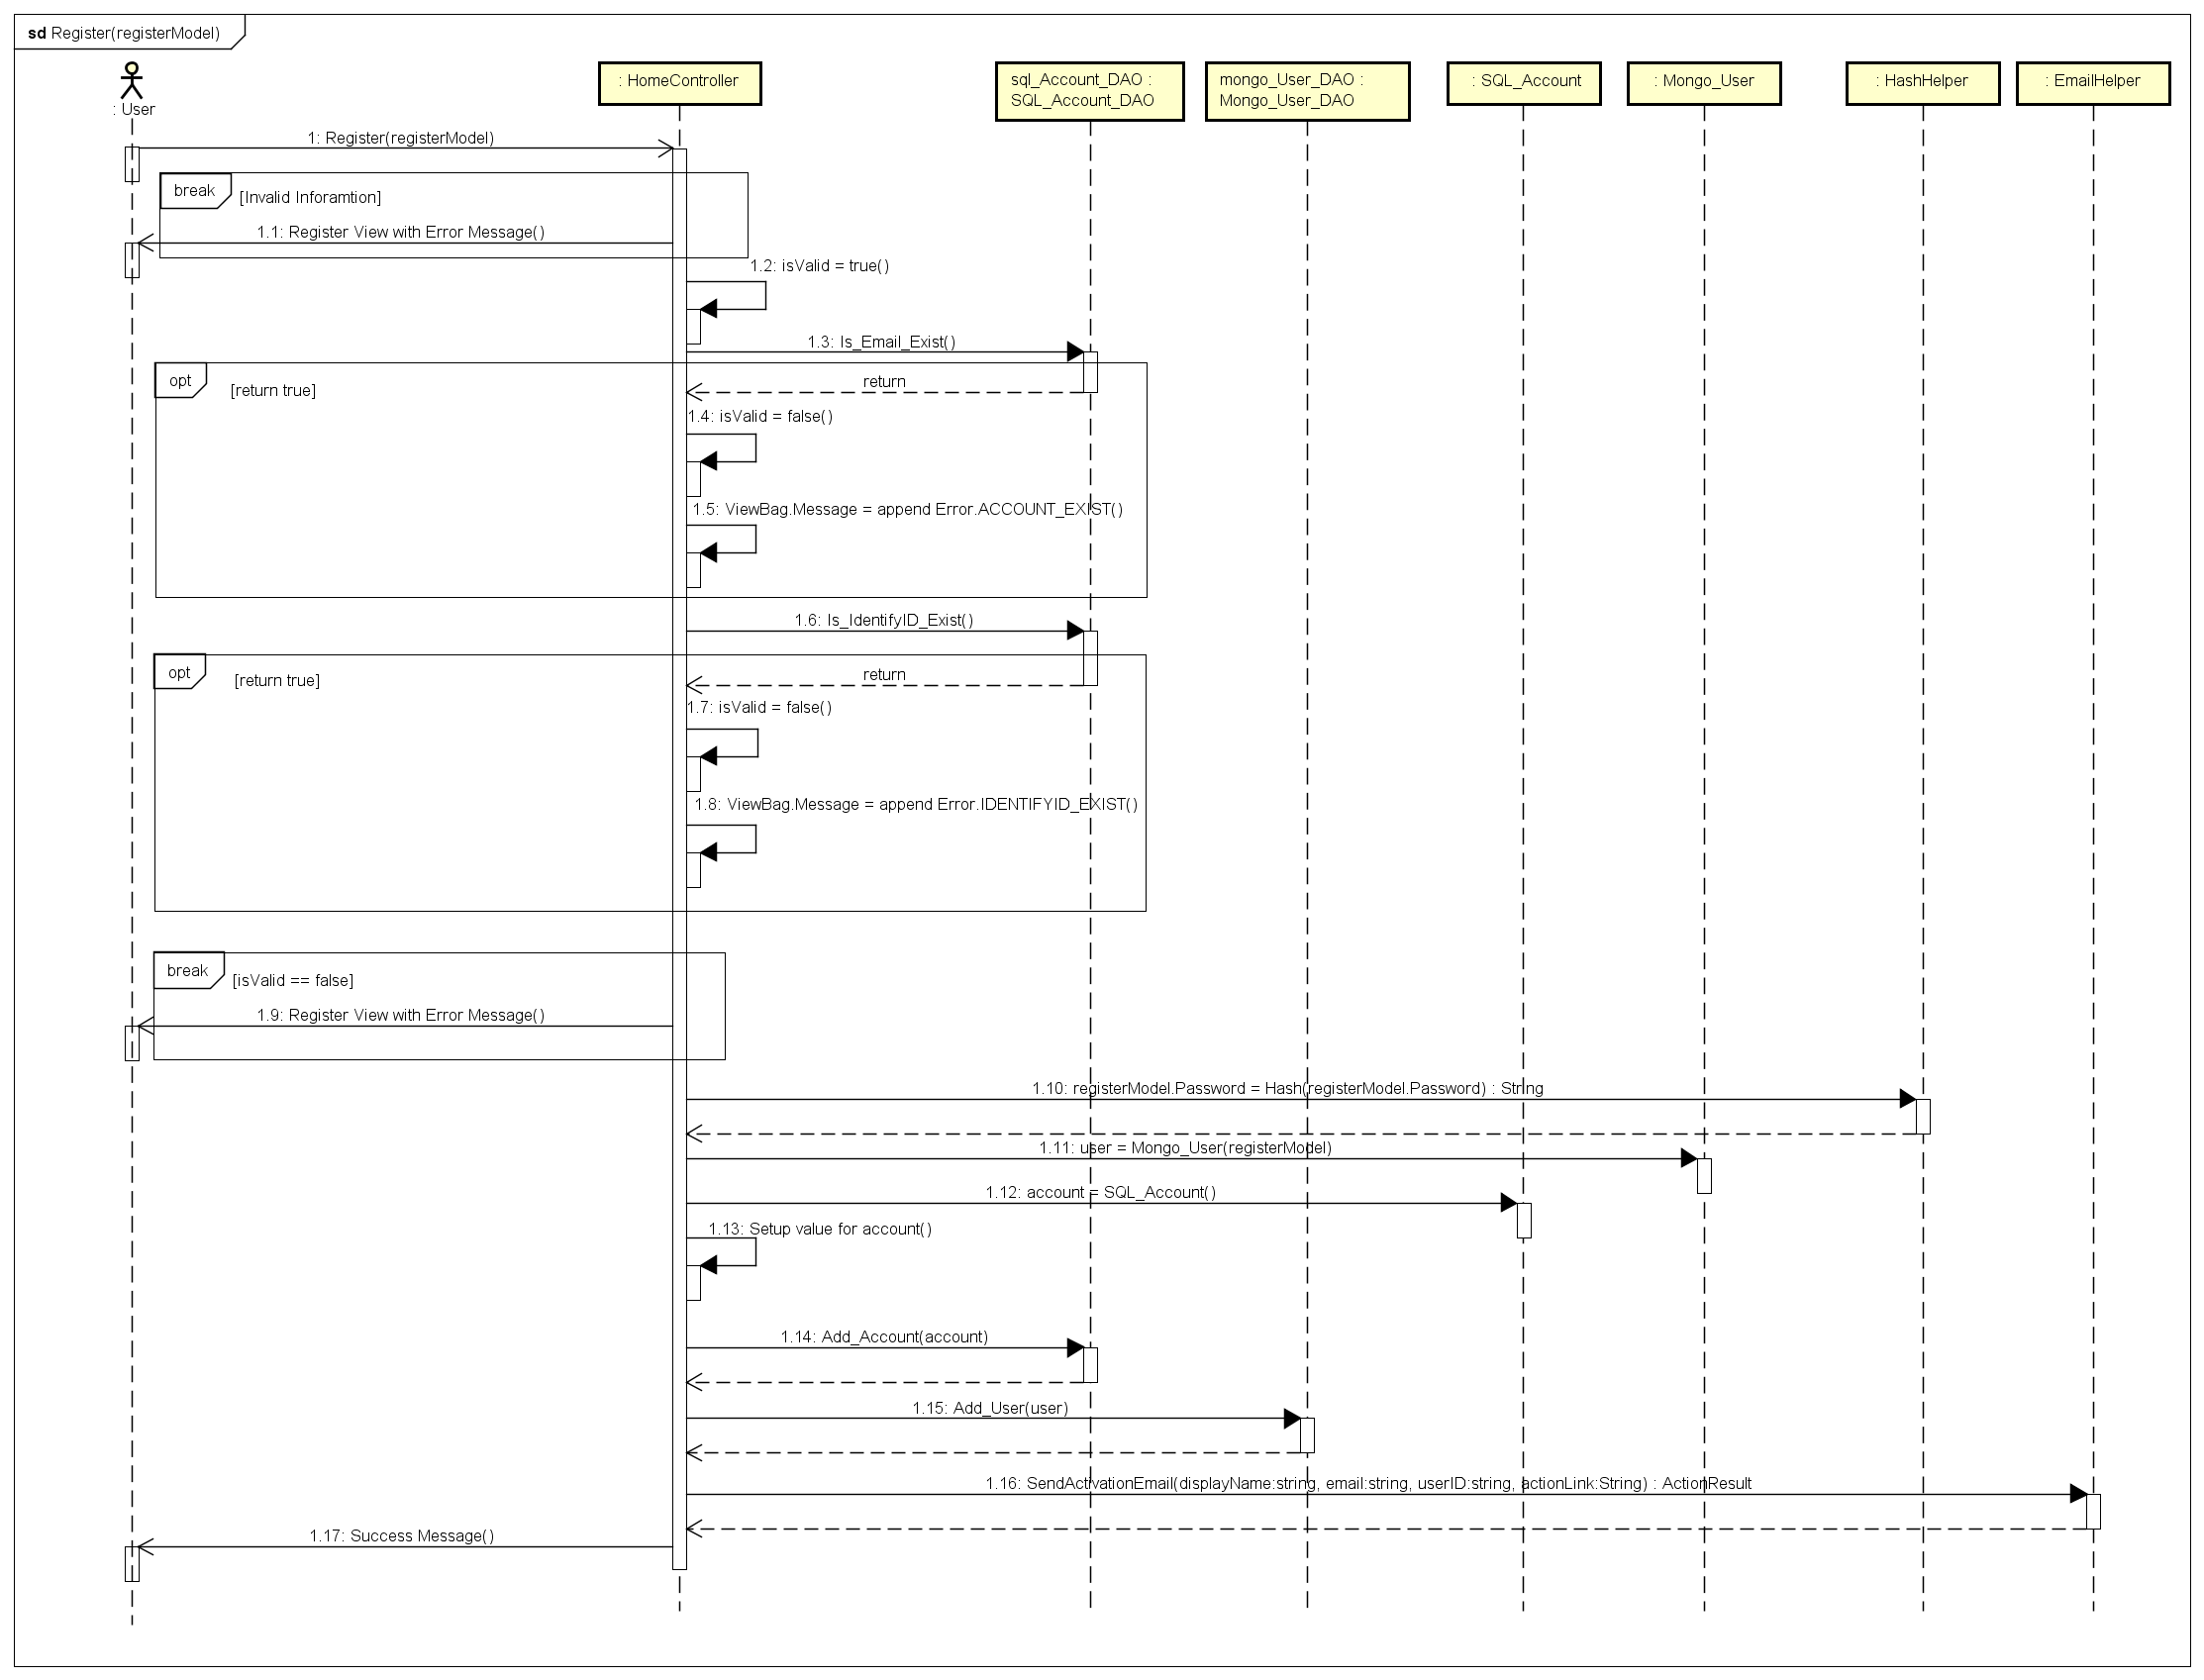 sd Register(registerModel)
: User
: HomeController
sql_Account_DAO :
SQL_Account_DAO
mongo_User_DAO :
Mongo_User_DAO
: SQL_Account
: Mongo_User
: HashHelper
: EmailHelper
1: Register(registerModel)
break
[Invalid Inforamtion]
1.1: Register View with Error Message()
1.2: isValid = true()
1.3: Is_Email_Exist()
opt
[return true]
return
1.4: isValid = false()
1.5: ViewBag.Message = append Error.ACCOUNT_EXIST()
1.6: Is_IdentifyID_Exist()
opt
[return true]
return
1.7: isValid = false()
1.8: ViewBag.Message = append Error.IDENTIFYID_EXIST()
break
[isValid == false]
1.9: Register View with Error Message()
1.10: registerModel.Password = Hash(registerModel.Password) : String
1.11: user = Mongo_User(registerModel)
1.12: account = SQL_Account()
1.13: Setup value for account()
1.14: Add_Account(account)
1.15: Add_User(user)
1.16: SendActivationEmail(displayName:string, email:string, userID:string, actionLink:String) : ActionResult
1.17: Success Message()